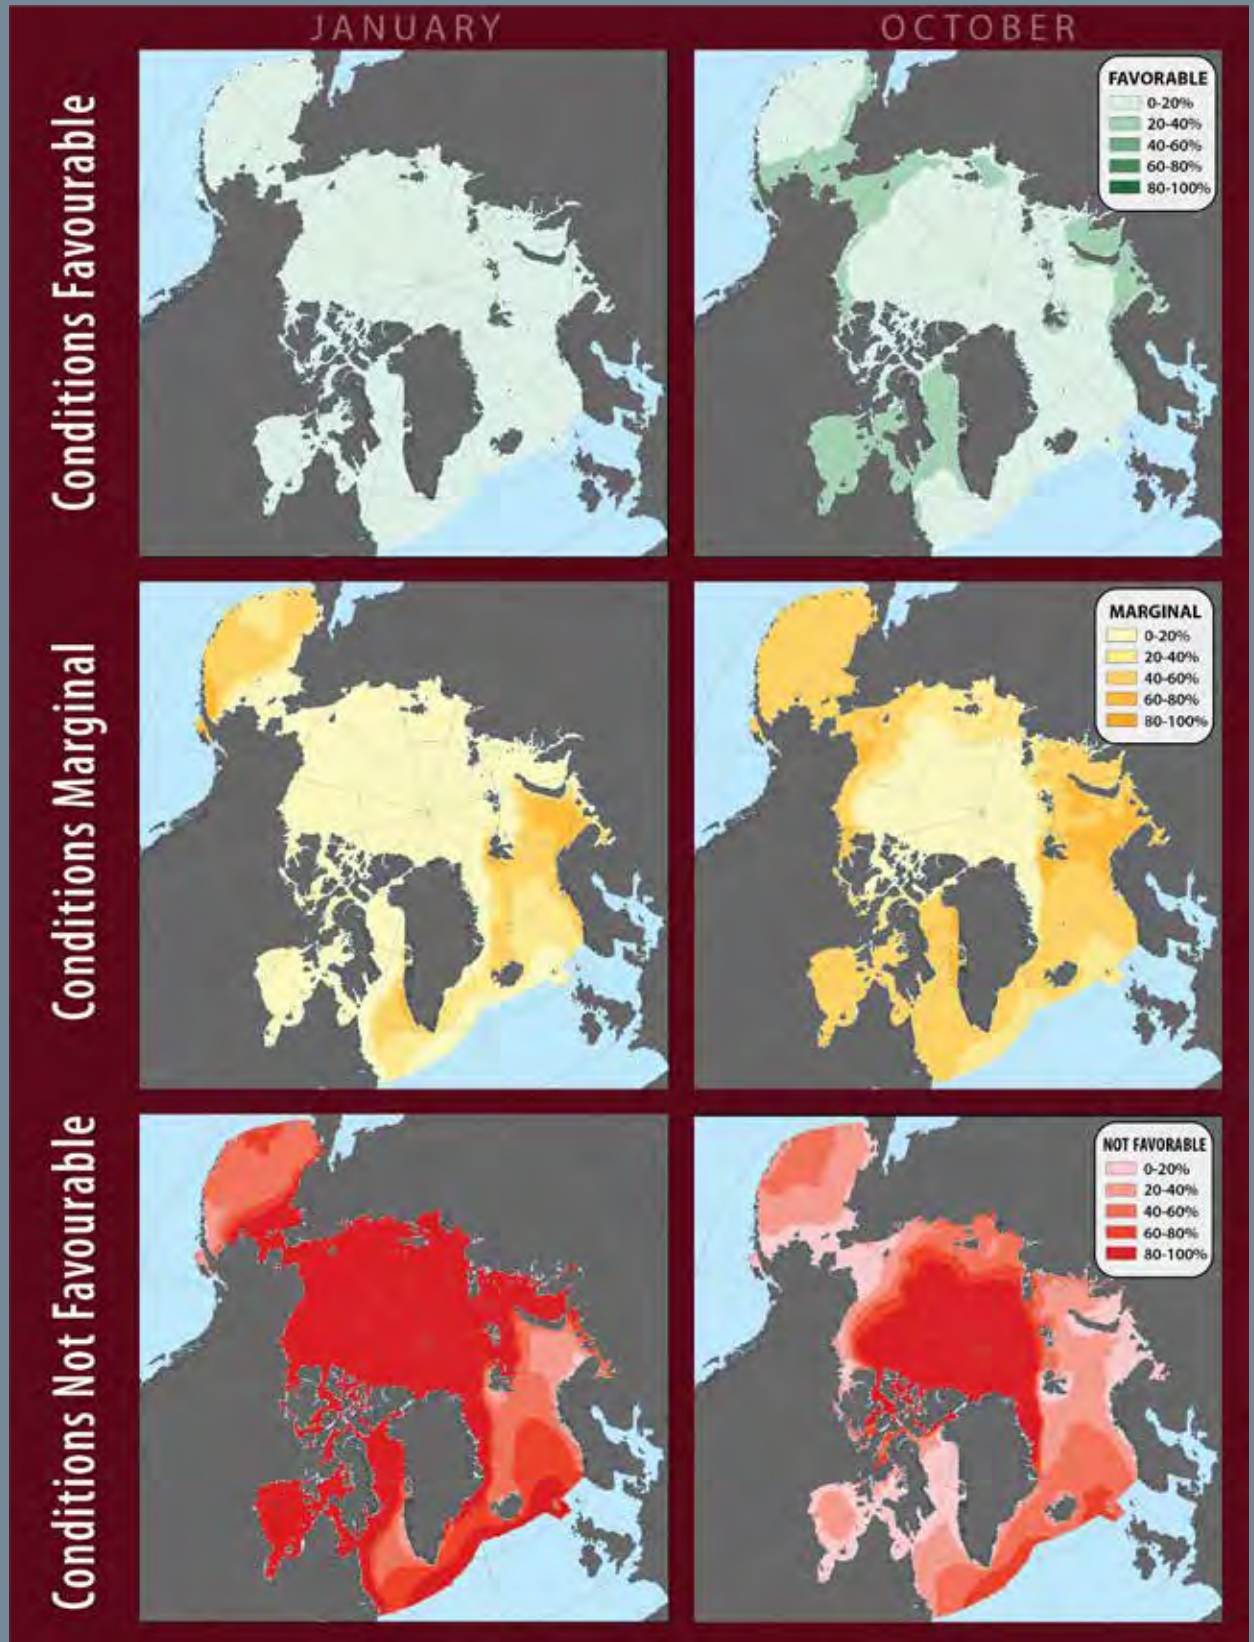 JANUARY
OCTOBER
Conditions Favourable
FAVORABLE
0-20%
20-40%
40-60%
60-80%
80-100%
Conditions Marginal
MARGINAL
0-20%
20-40%
40-60%
60-80%
80-100%
Conditions Not Favourable
NOT FAVORABLE
0-20%
20-40%
40-60%
60-80%
80-100%